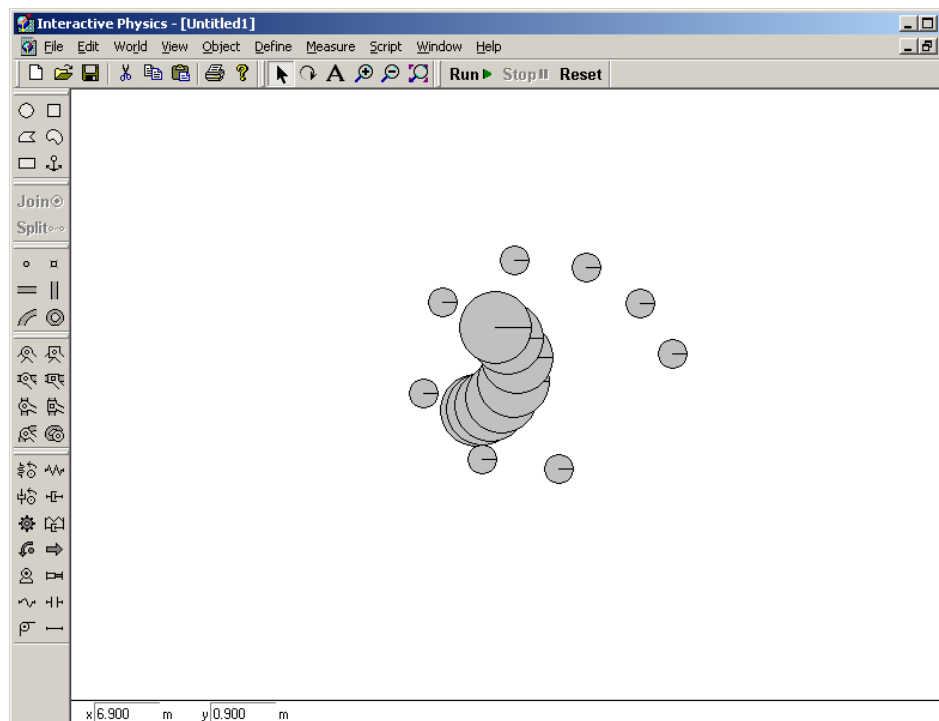 Interactive Physics - [Untitled1]
File Edit World View Object Define Measure Script Window Help
Run Stop Reset
Join
Split
x 6.900 m y 0.900 m